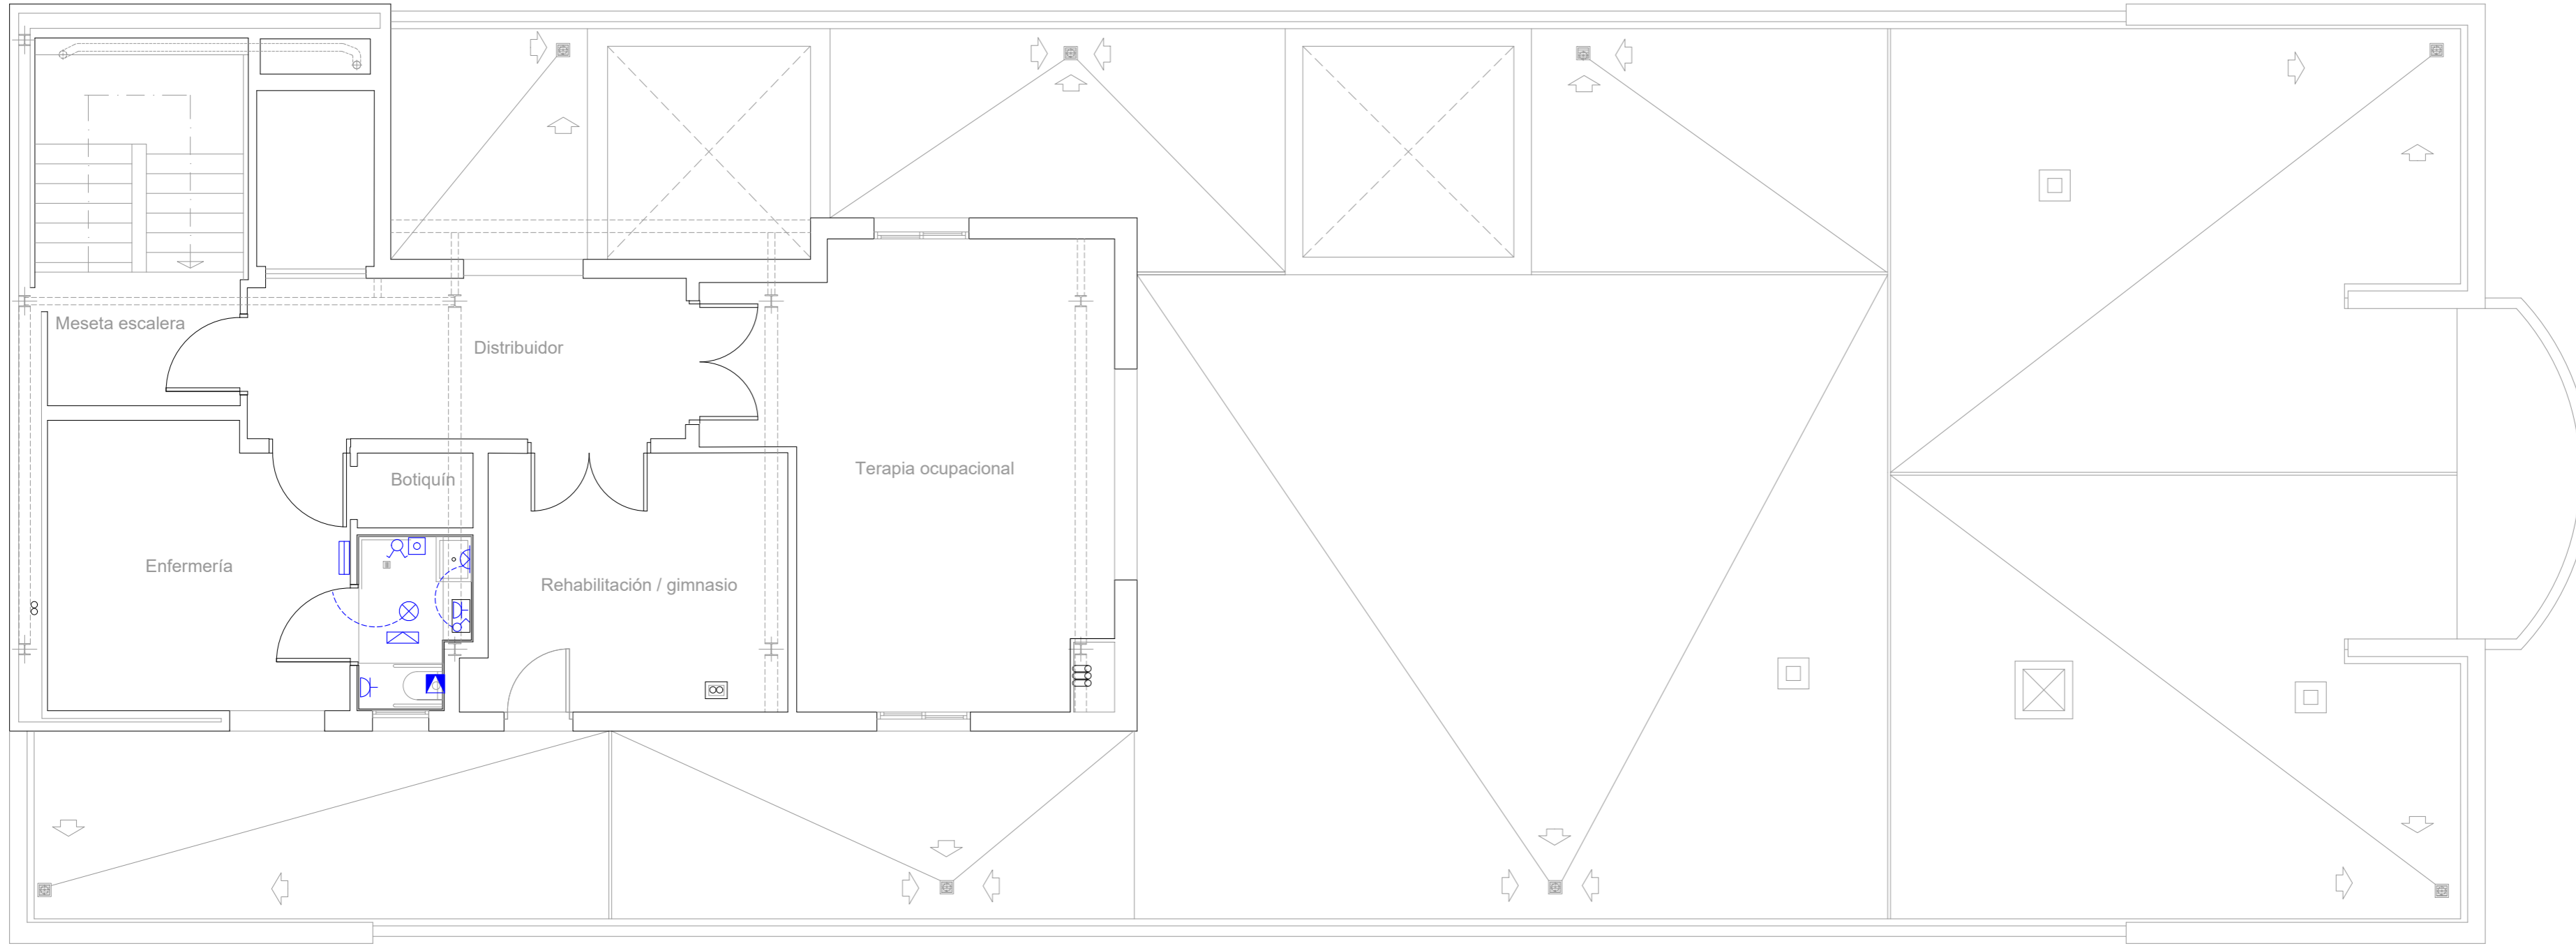 Meseta escalera
Distribuidor
Botiquín
Terapia ocupacional
Enfermería
Rehabilitación / gimnasio